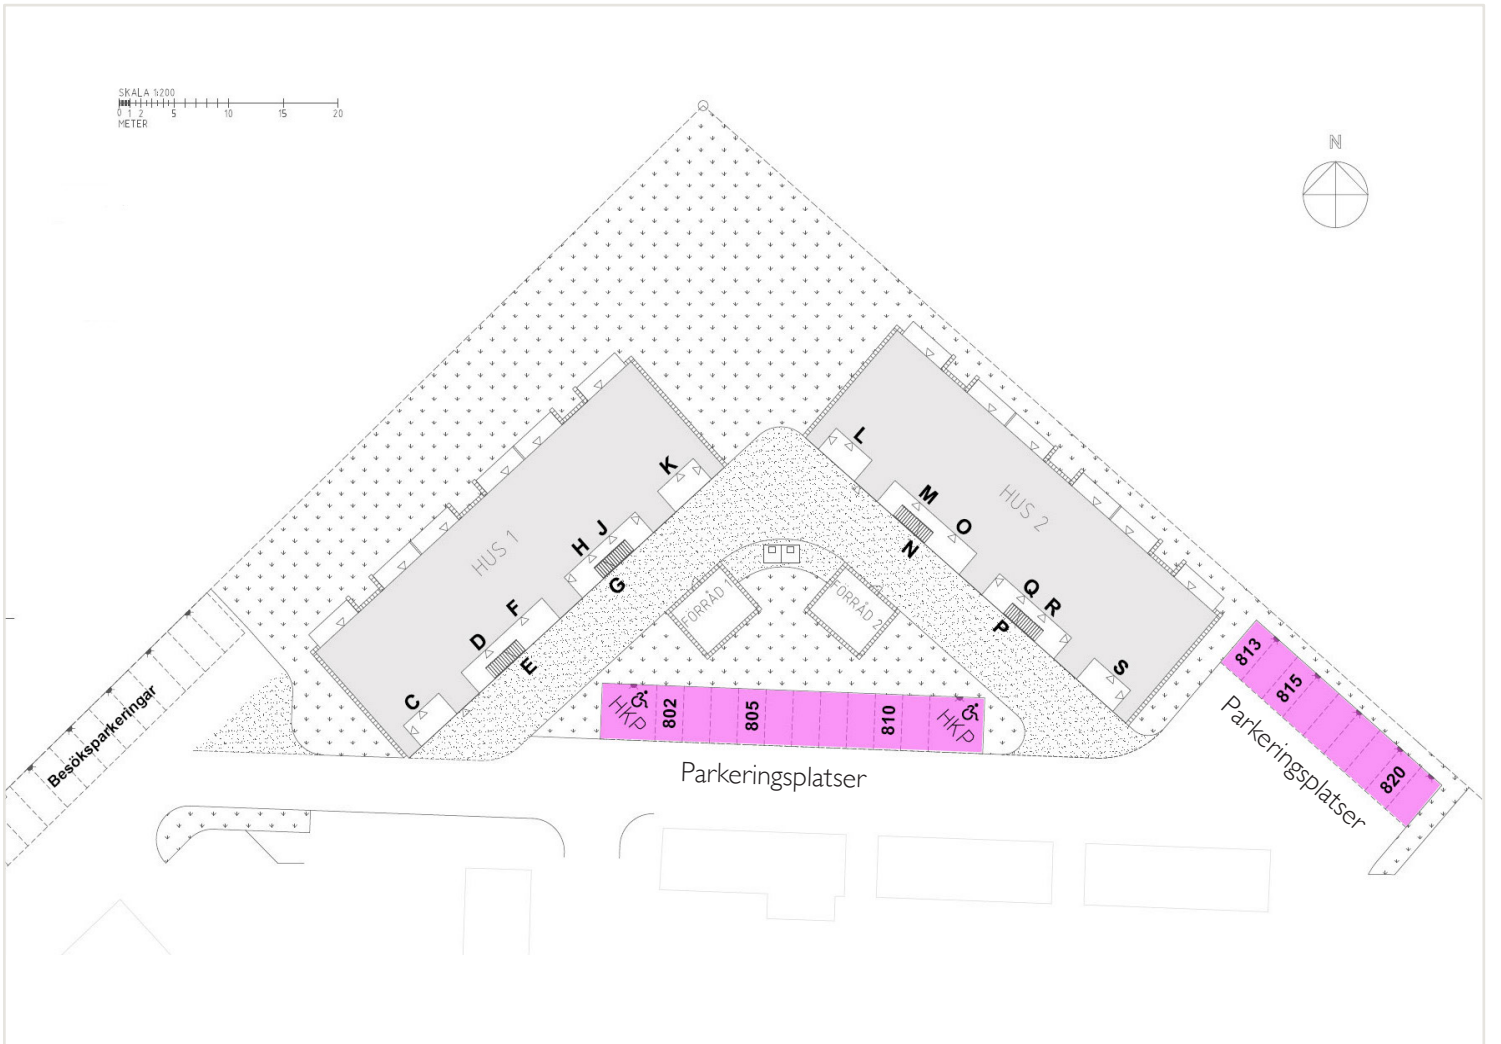 SKALA 1:200
0 1 2 5 10 15 20
METER
N
L
K
M
HUS 2
O
J
H
HUS 1
N
G
Q
R
FÖRRÅD 1
FÖRRÅD 2
F
P
D
E
S
C
813
815
820
Besöksparkeringar
HKP
802
805
810
HKP
Parkeringsplatser
Parkeringsplatser